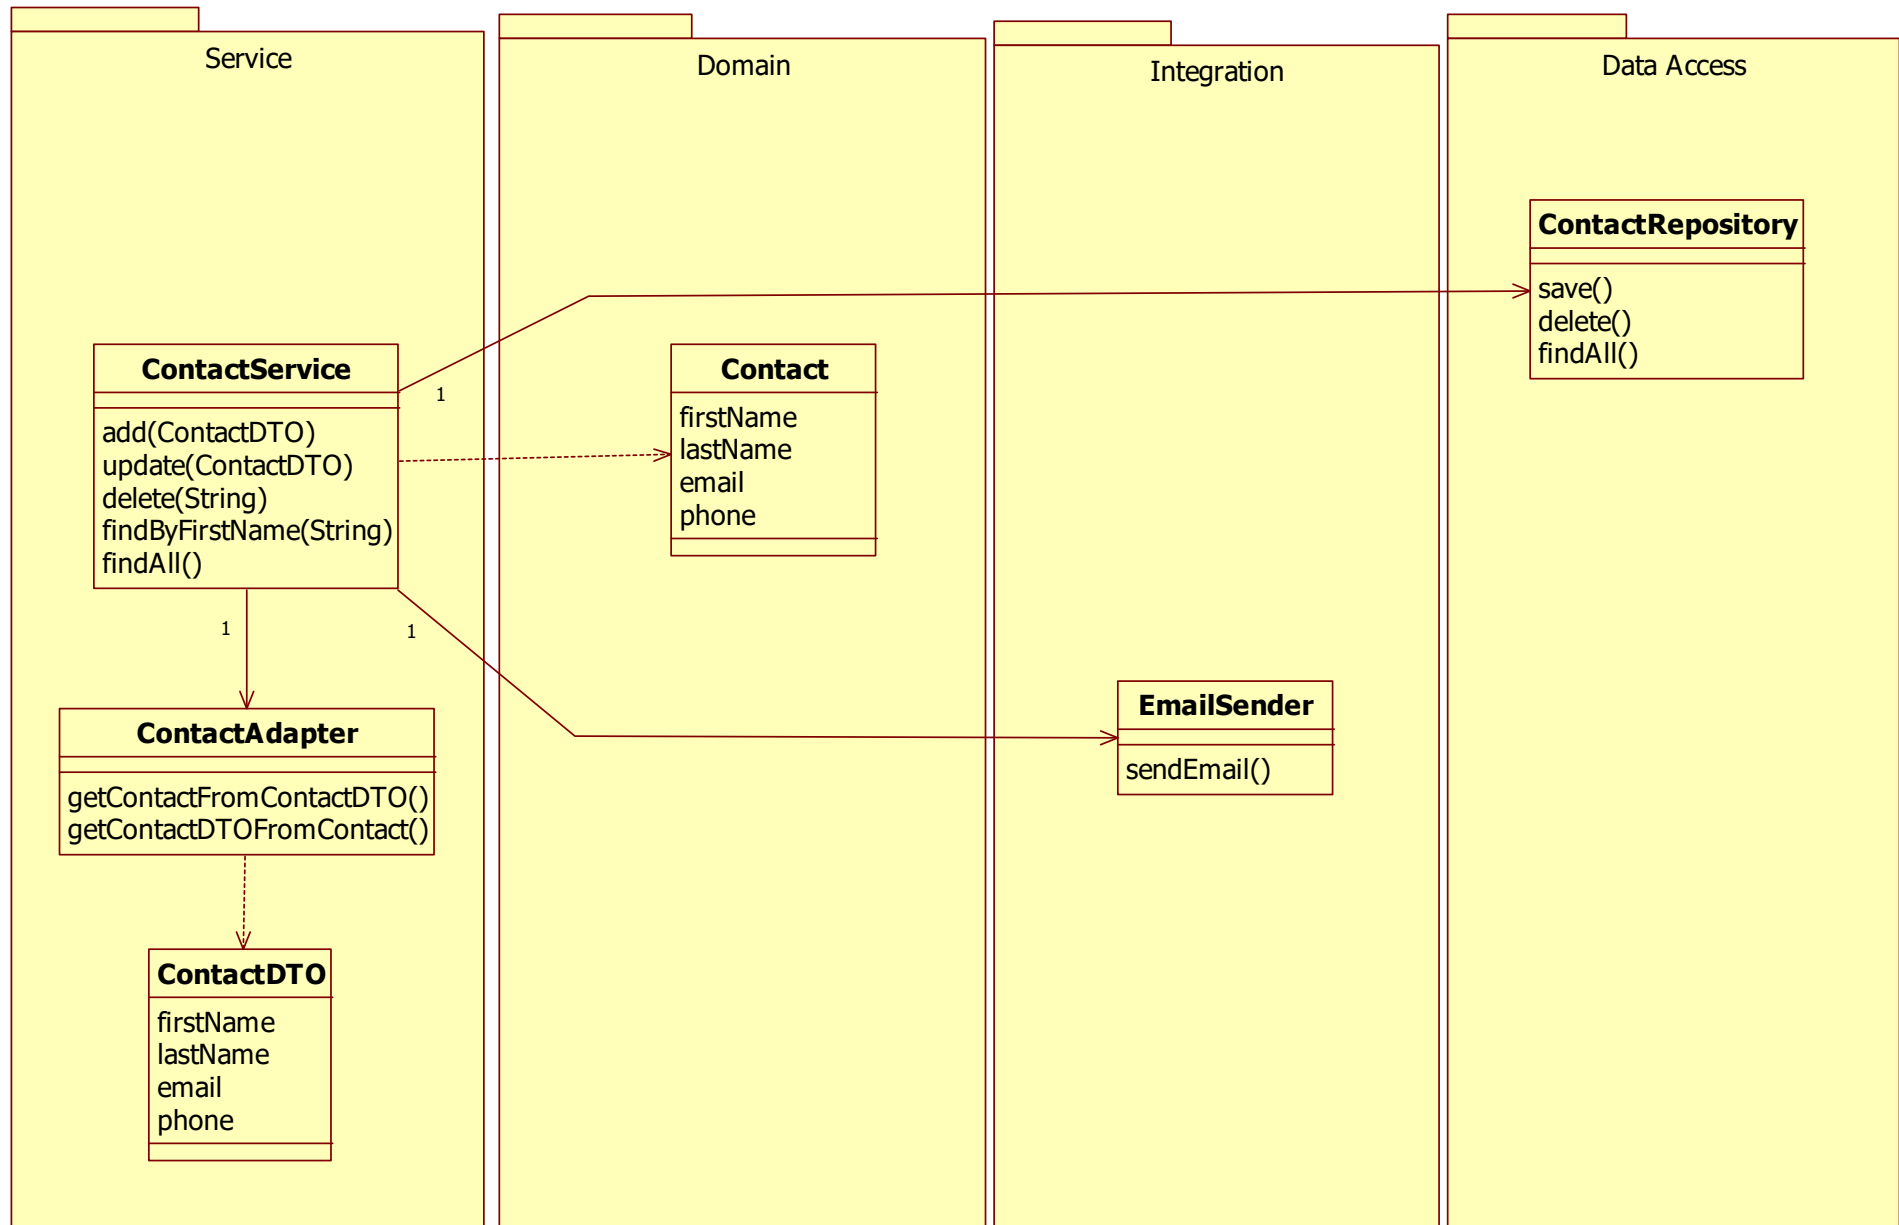 Service
Domain
Integration
Data Access
ContactService
add(ContactDTO)
update(ContactDTO)
delete(String)
findByFirstName(String)
findAll()
1
1
1
ContactAdapter
getContactFromContactDTO()
getContactDTOFromContact()
ContactDTO
firstName
lastName
email
phone
Contact
firstName
lastName
email
phone
EmailSender
sendEmail()
ContactRepository
save()
delete()
findAll()